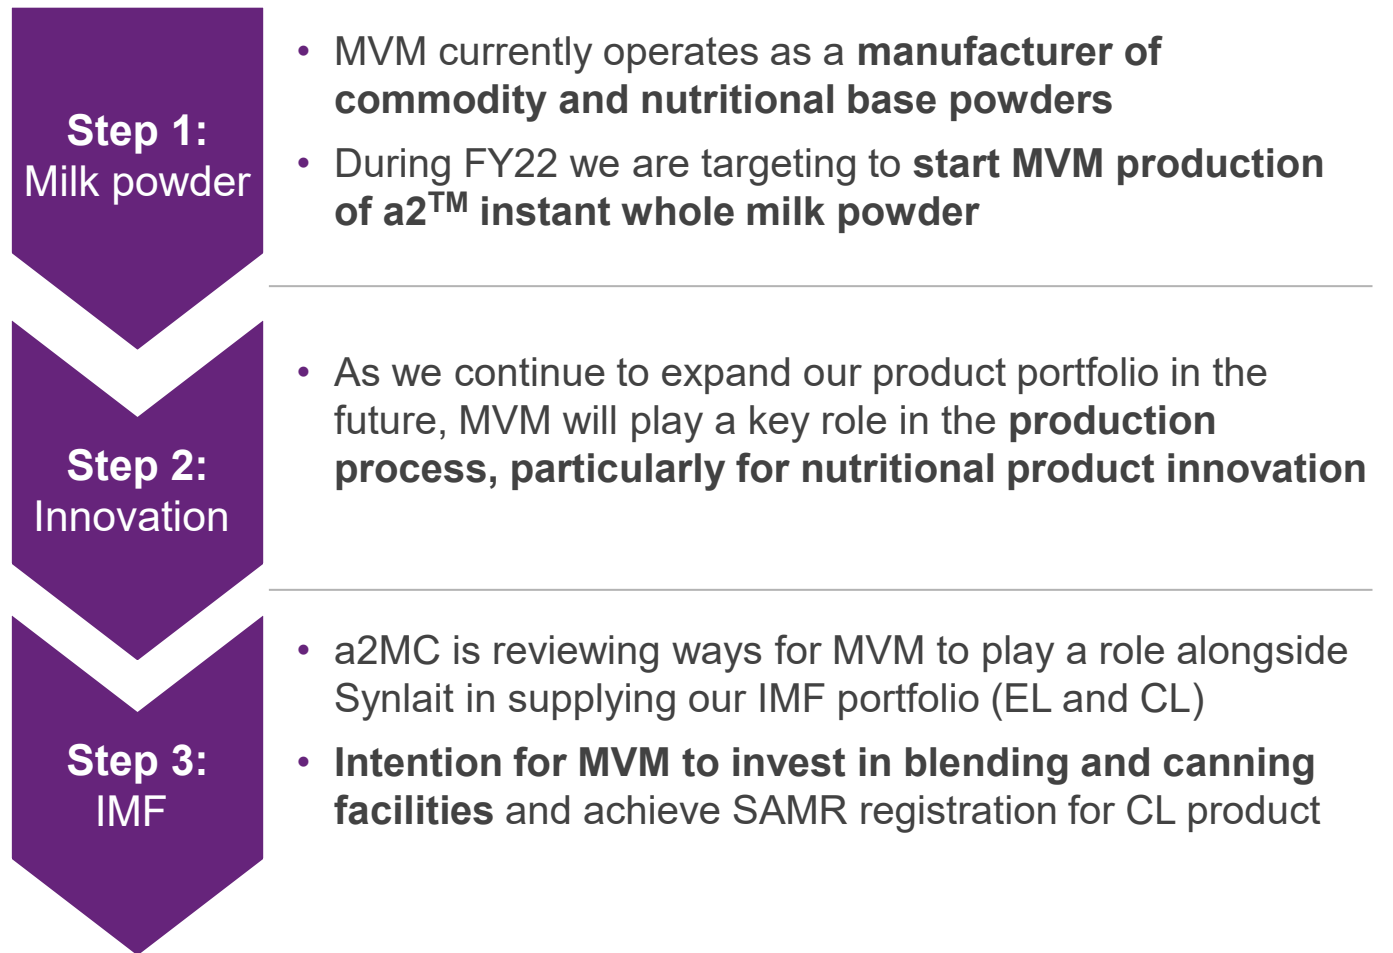 Step 1:
Milk powder
• MVM currently operates as a manufacturer of
commodity and nutritional base powders
• During FY22 we are targeting to start MVM production
of a2TM instant whole milk powder
Step 2:
Innovation
• As we continue to expand our product portfolio in the
future, MVM will play a key role in the production
process, particularly for nutritional product innovation
Step 3:
IMF
• a2MC is reviewing ways for MVM to play a role alongside
Synlait in supplying our IMF portfolio (EL and CL)
• Intention for MVM to invest in blending and canning
facilities and achieve SAMR registration for CL product